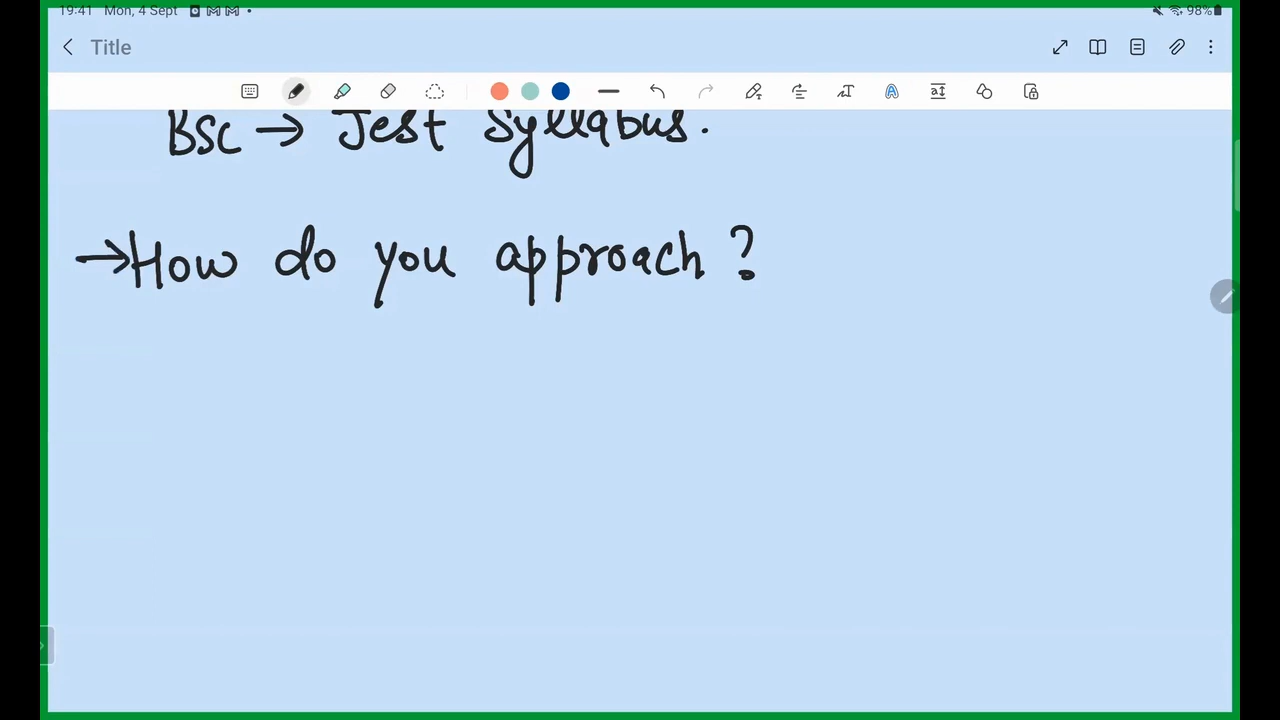 19:41 Mon, 4 Sept
98%
Title
BSc → Jest Syllabus.
→ How do you approach ?